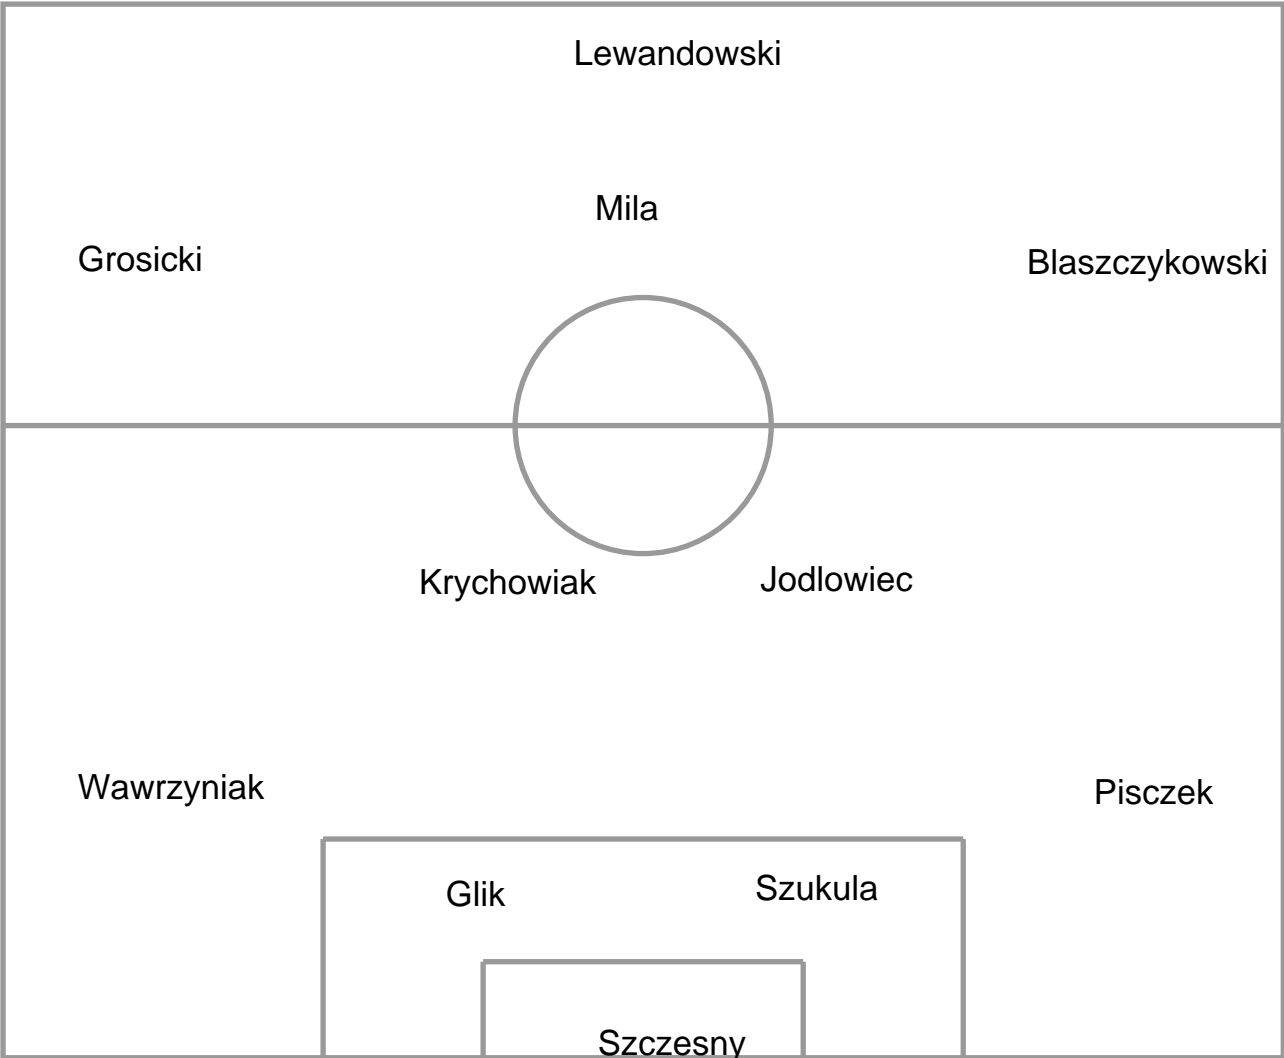 Lewandowski
Mila
Grosicki
Blaszczykowski
Krychowiak
Jodlowiec
Wawrzyniak
Pisczek
Glik
Szukula
Szczesny